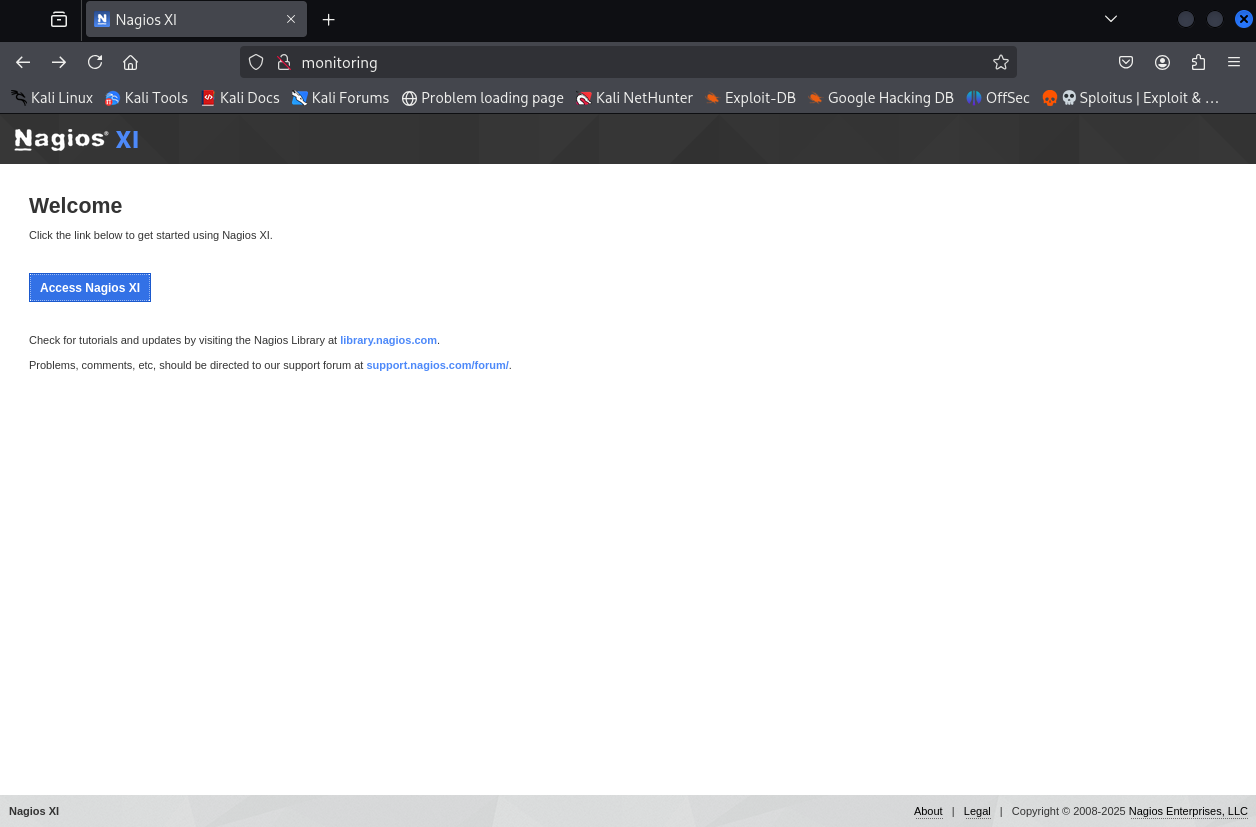 Nagios XI
monitoring
Kali Linux Kali Tools Kali Docs Kali Forums Problem loading page Kali NetHunter Exploit-DB Google Hacking DB OffSec Sploitus | Exploit & …
Nagios® XI
Welcome
Click the link below to get started using Nagios XI.
Access Nagios XI
Check for tutorials and updates by visiting the Nagios Library at library.nagios.com.
Problems, comments, etc, should be directed to our support forum at support.nagios.com/forum/.
Nagios XI About | Legal | Copyright © 2008-2025 Nagios Enterprises, LLC